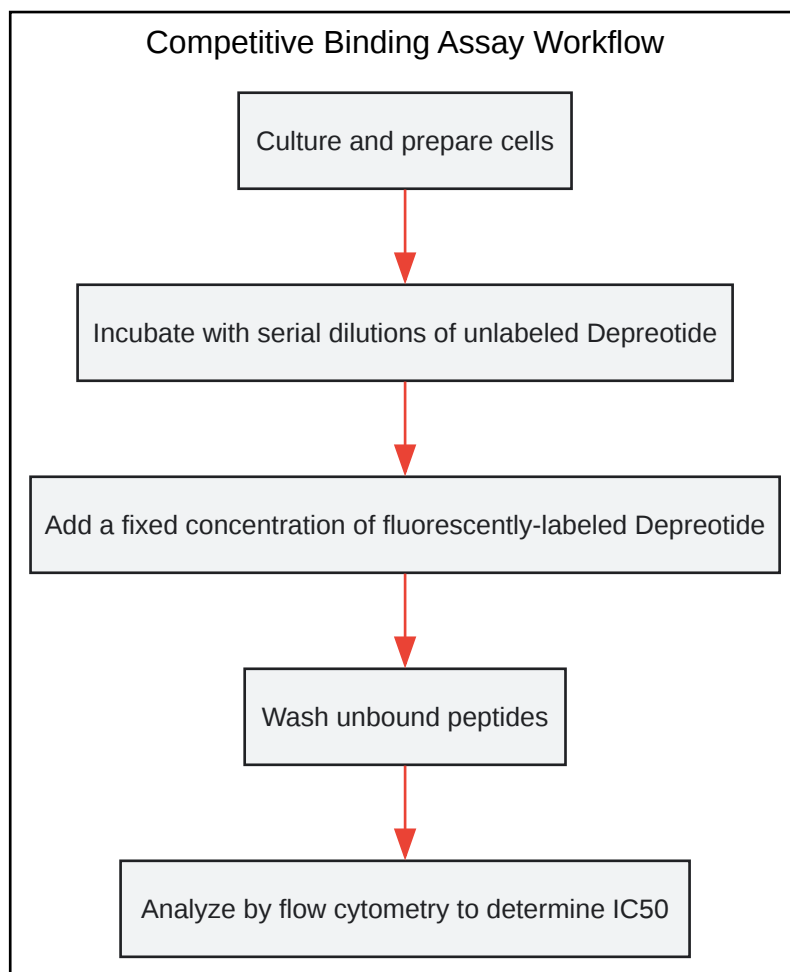 Competitive Binding Assay Workflow
Culture and prepare cells
Incubate with serial dilutions of unlabeled Depreotide
Add a fixed concentration of fluorescently-labeled Depreotide
Wash unbound peptides
Analyze by flow cytometry to determine IC50